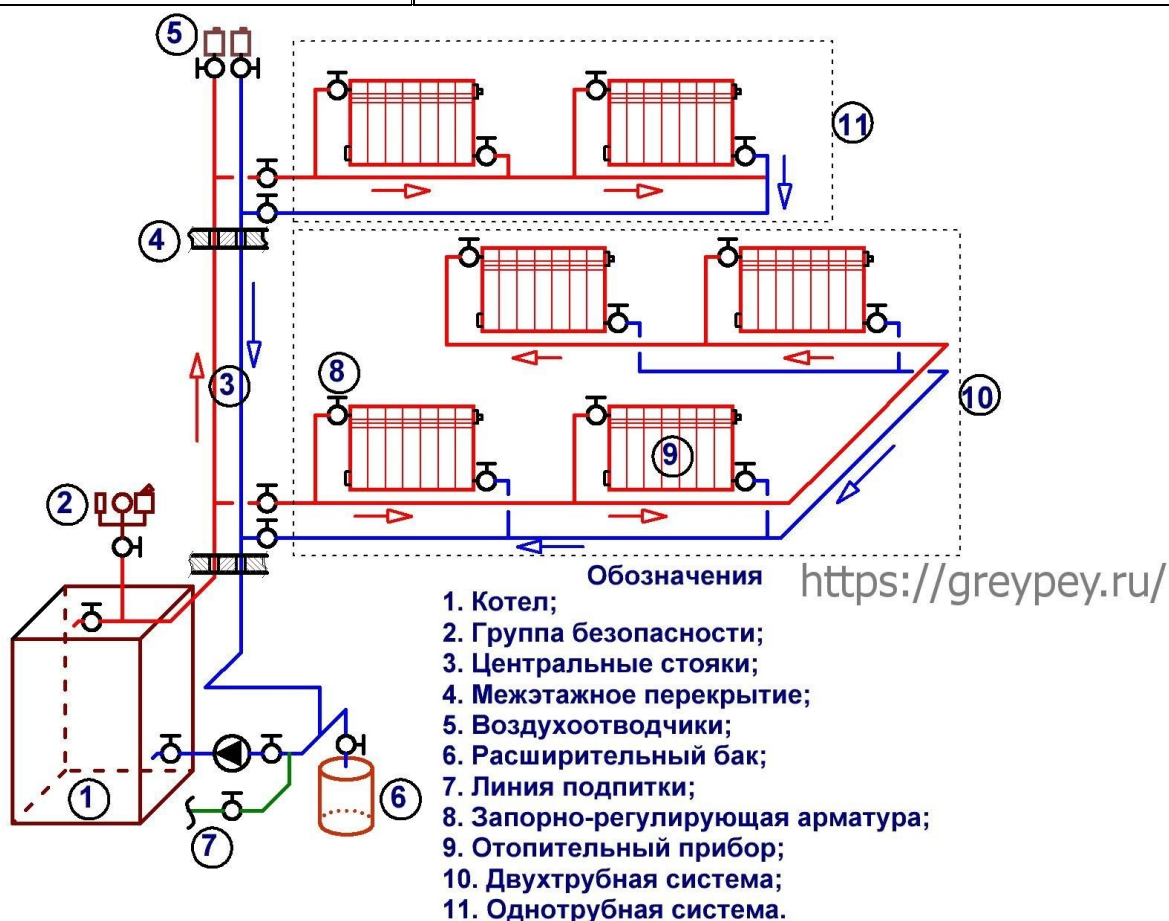 5
11
4
8
3
10
9
2
Обозначения
https://greypey.ru/
1. Котел;
2. Группа безопасности;
3. Центральные стояки;
4. Межэтажное перекрытие;
5. Воздухоотводчики;
6. Расширительный бак;
7. Линия подпитки;
8. Запорно-регулирующая арматура;
9. Отопительный прибор;
10. Двухтрубная система;
11. Однотрубная система.
1
6
7